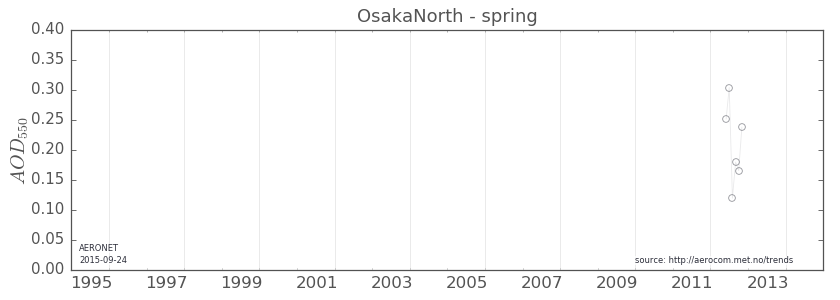 OsakaNorth - spring
0.40
0.35
0.30
0.25
0.20
0.15
0.10
0.05
0.00
AOD550
AERONET
2015-09-24
source: http://aerocom.met.no/trends
1995 1997 1999 2001 2003 2005 2007 2009 2011 2013